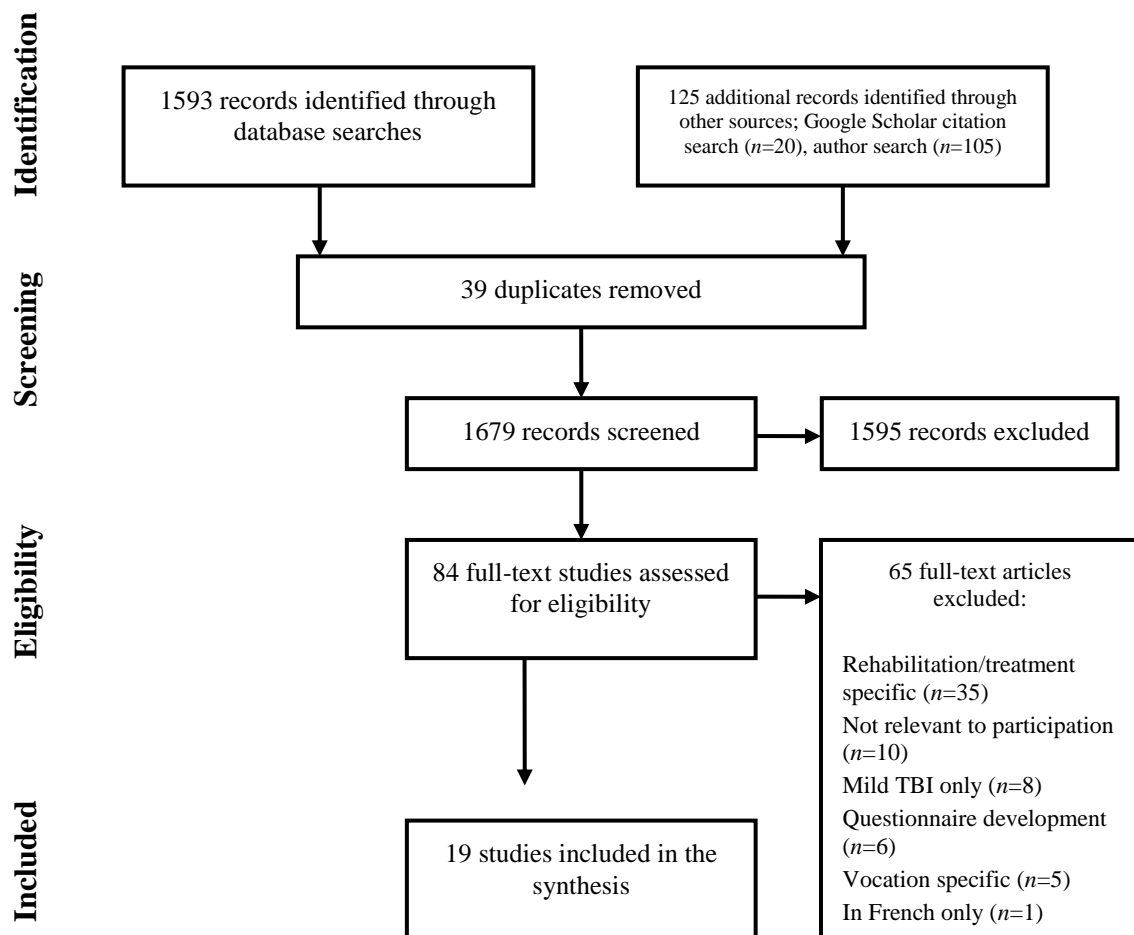 Identification
1593 records identified through
database searches
125 additional records identified through
other sources; Google Scholar citation
search (n=20), author search (n=105)
Screening
39 duplicates removed
1679 records screened
1595 records excluded
Eligibility
84 full-text studies assessed
for eligibility
65 full-text articles
excluded:
Rehabilitation/treatment
specific (n=35)
Not relevant to participation
(n=10)
Mild TBI only (n=8)
Questionnaire development
(n=6)
Vocation specific (n=5)
In French only (n=1)
Included
19 studies included in the
synthesis